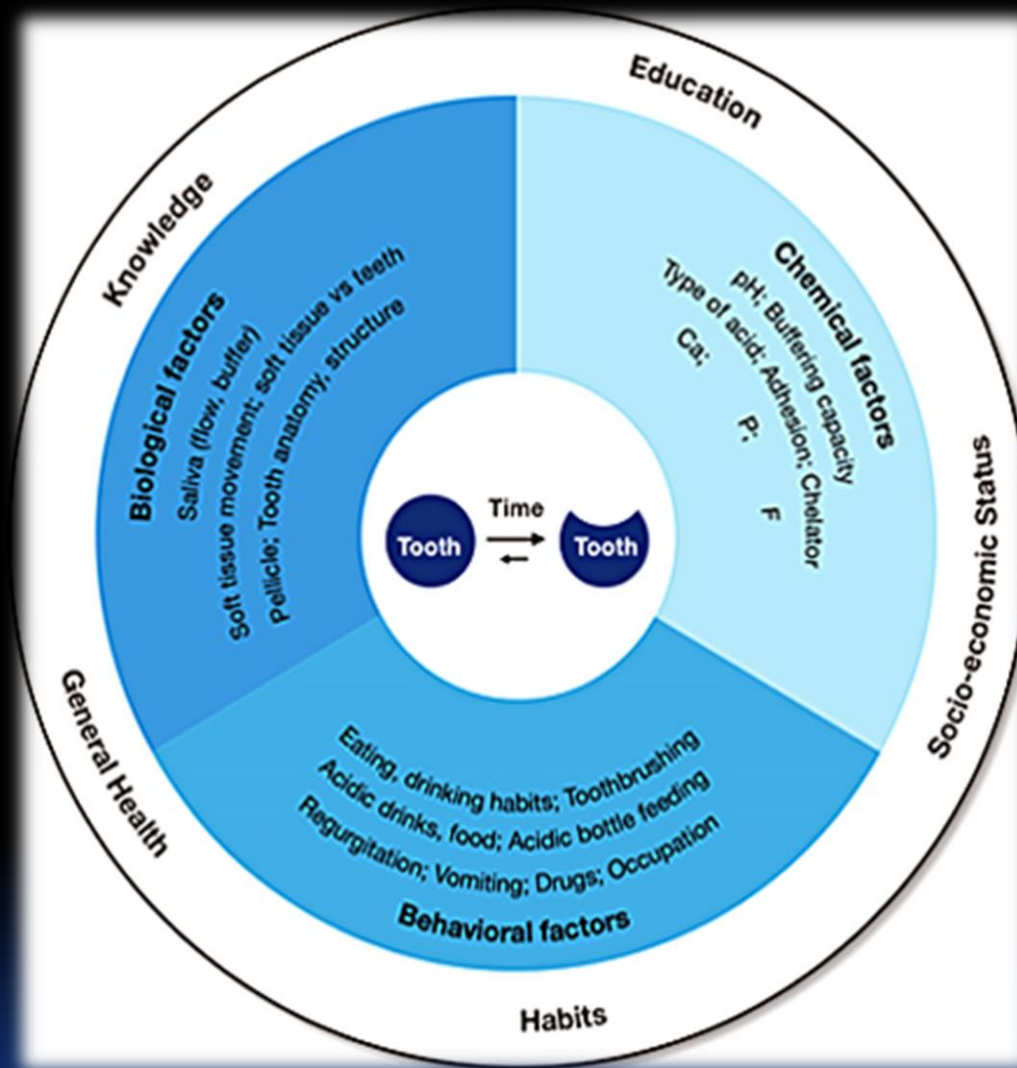 Education
Knowledge
Socio-economic Status
General Health
Habits
Biological factors
Saliva (flow, buffer)
Soft tissue movement; soft tissue vs teeth
Pellicle; Tooth anatomy, structure
Chemical factors
pH; Buffering capacity
Type of acid; Adhesion; Chelator
Ca; P; F
Time
Tooth
Tooth
Eating, drinking habits; Toothbrushing
Acidic drinks, food; Acidic bottle feeding
Regurgitation; Vomiting; Drugs; Occupation
Behavioral factors